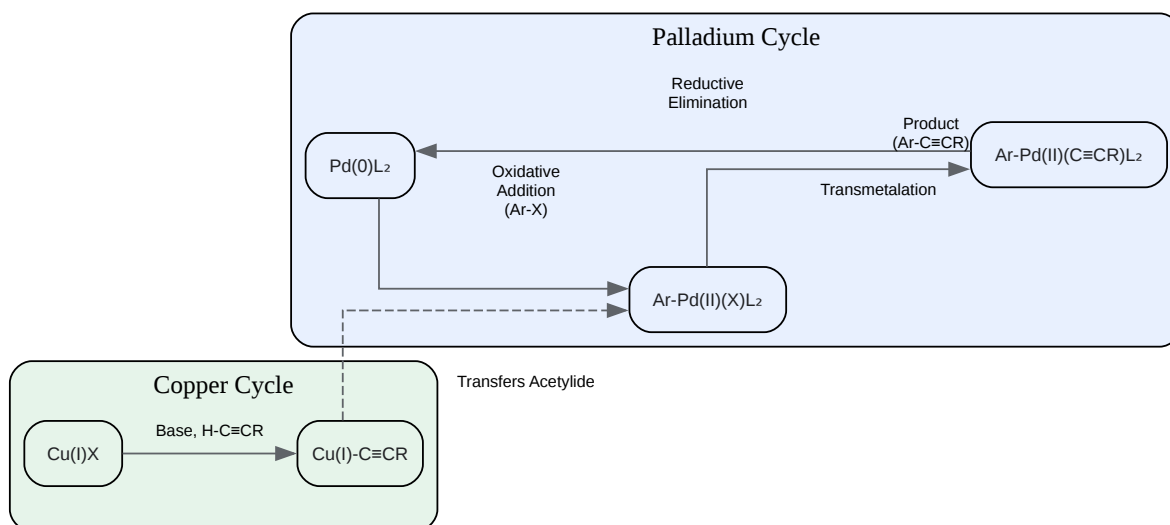 Palladium Cycle
Reductive
Elimination
Product
(Ar-C≡CR)
Pd(0)L₂
Ar-Pd(II)(C≡CR)L₂
Oxidative
Addition
(Ar-X)
Transmetalation
Ar-Pd(II)(X)L₂
Copper Cycle
Transfers Acetylide
Base, H-C≡CR
Cu(I)X
Cu(I)-C≡CR